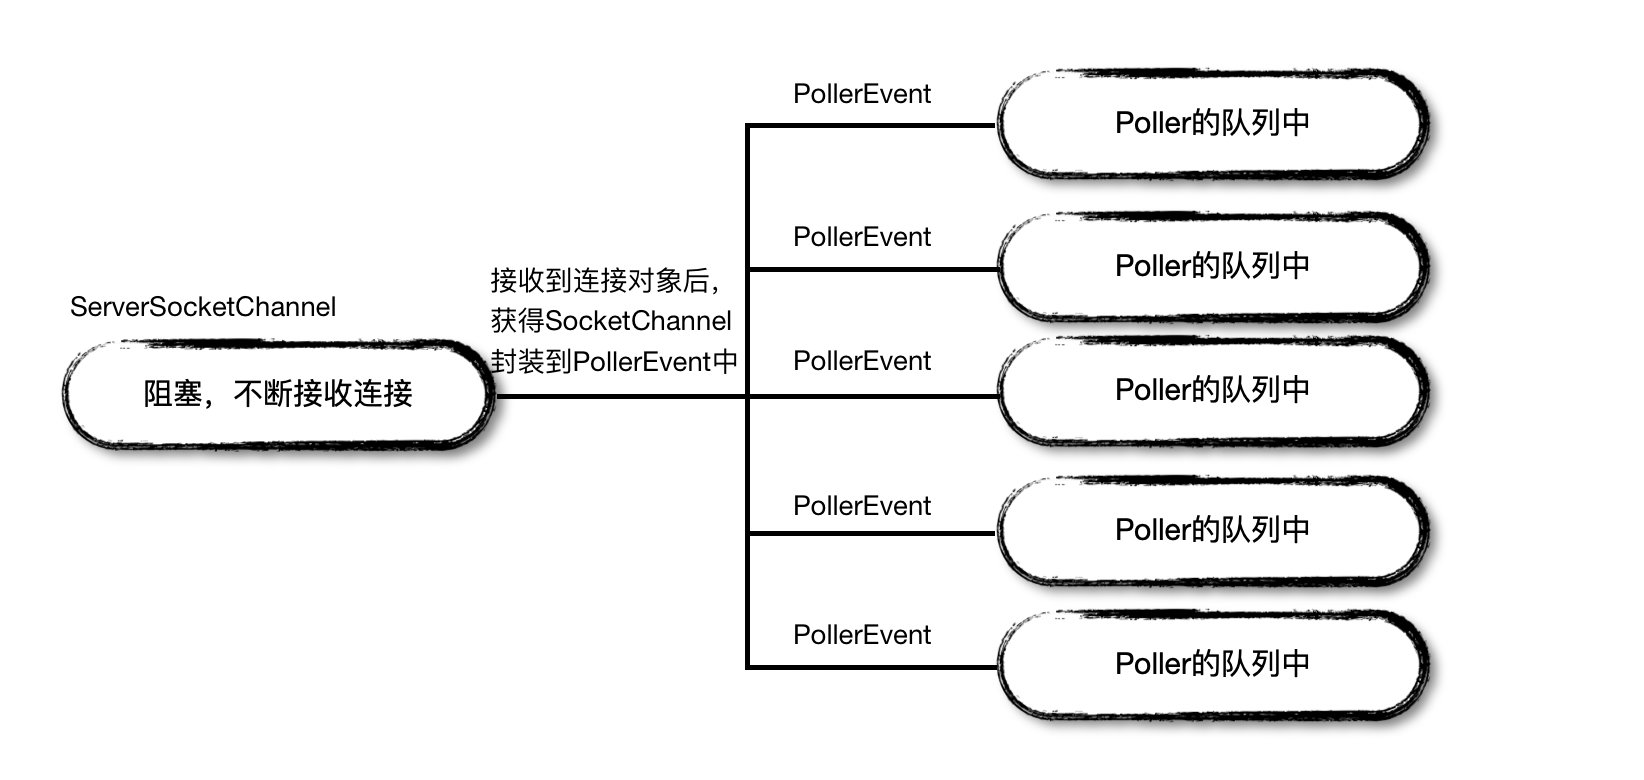 ServerSocketChannel
阻塞，不断接收连接
接收到连接对象后，
获得SocketChannel
封装到PollerEvent中
PollerEvent
Poller的队列中
PollerEvent
Poller的队列中
PollerEvent
Poller的队列中
PollerEvent
Poller的队列中
PollerEvent
Poller的队列中